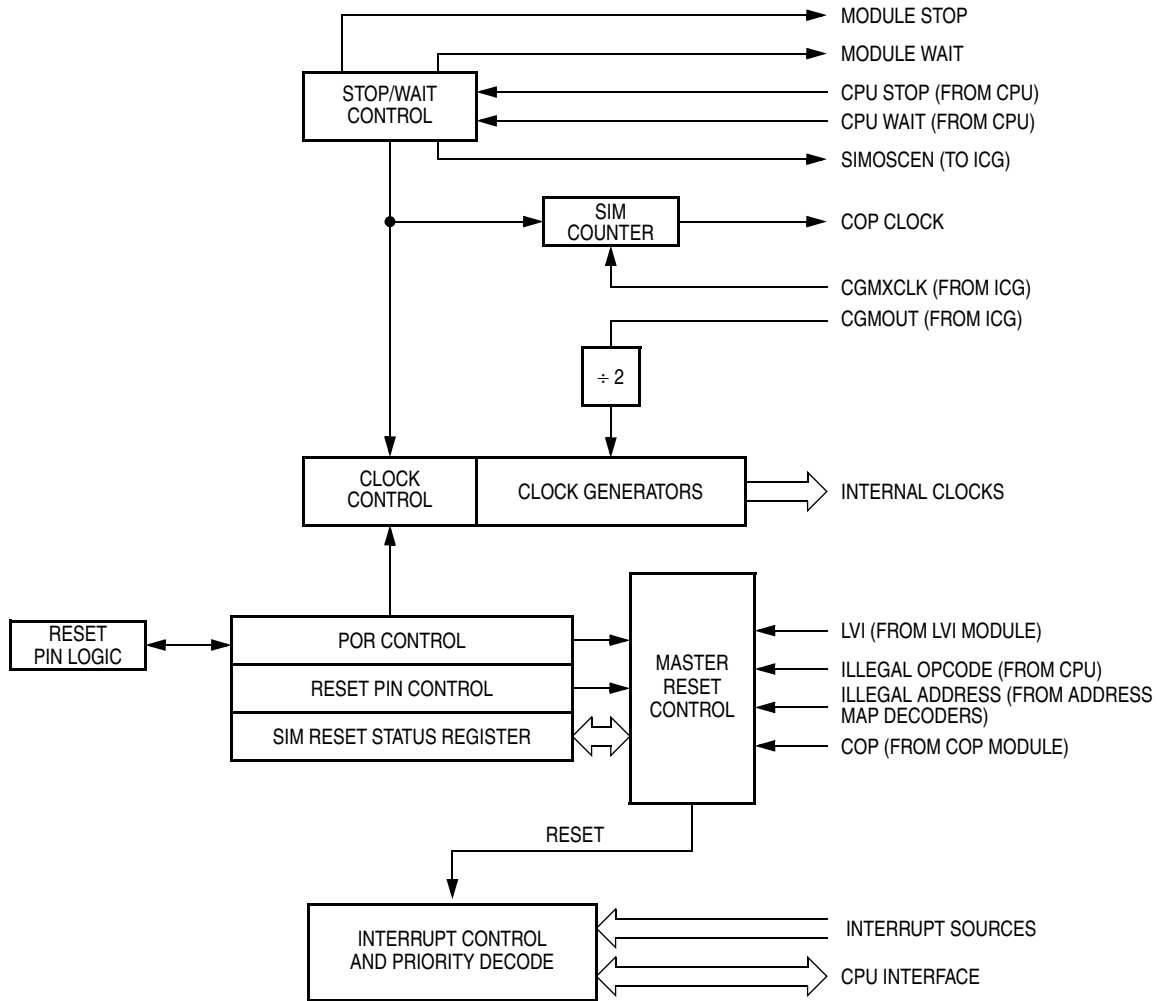 MODULE STOP
MODULE WAIT
STOP/WAIT
CONTROL
CPU STOP (FROM CPU)
CPU WAIT (FROM CPU)
SIMOSCEN (TO ICG)
SIM
COUNTER
COP CLOCK
CGMXCLK (FROM ICG)
CGMOUT (FROM ICG)
÷ 2
CLOCK
CONTROL
CLOCK GENERATORS
INTERNAL CLOCKS
RESET
PIN LOGIC
POR CONTROL
RESET PIN CONTROL
SIM RESET STATUS REGISTER
MASTER
RESET
CONTROL
LVI (FROM LVI MODULE)
ILLEGAL OPCODE (FROM CPU)
ILLEGAL ADDRESS (FROM ADDRESS
MAP DECODERS)
COP (FROM COP MODULE)
RESET
INTERRUPT CONTROL
AND PRIORITY DECODE
INTERRUPT SOURCES
CPU INTERFACE